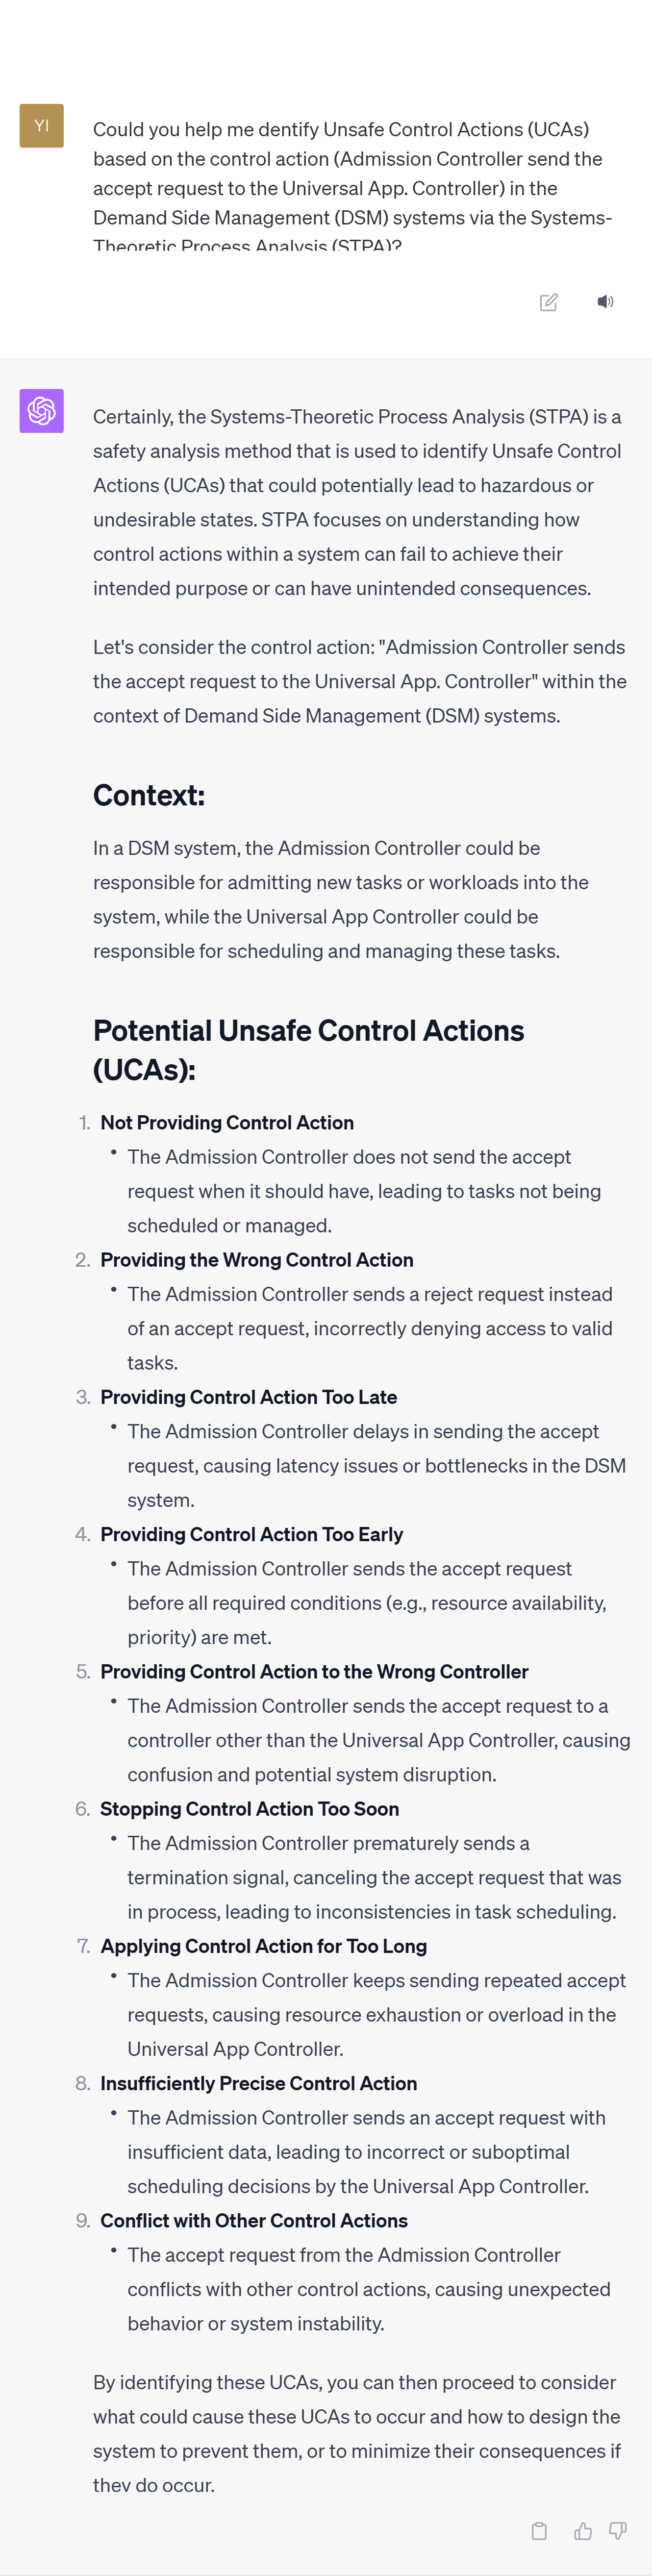 YI
Could you help me dentify Unsafe Control Actions (UCAs)
based on the control action (Admission Controller send the
accept request to the Universal App. Controller) in the
Demand Side Management (DSM) systems via the Systems-
Theoretic Process Analysis (STPA)?
Certainly, the Systems-Theoretic Process Analysis (STPA) is a
safety analysis method that is used to identify Unsafe Control
Actions (UCAs) that could potentially lead to hazardous or
undesirable states. STPA focuses on understanding how
control actions within a system can fail to achieve their
intended purpose or can have unintended consequences.
Let's consider the control action: "Admission Controller sends
the accept request to the Universal App. Controller" within the
context of Demand Side Management (DSM) systems.
Context:
In a DSM system, the Admission Controller could be
responsible for admitting new tasks or workloads into the
system, while the Universal App Controller could be
responsible for scheduling and managing these tasks.
Potential Unsafe Control Actions
(UCAs):
1. Not Providing Control Action
• The Admission Controller does not send the accept
request when it should have, leading to tasks not being
scheduled or managed.
2. Providing the Wrong Control Action
• The Admission Controller sends a reject request instead
of an accept request, incorrectly denying access to valid
tasks.
3. Providing Control Action Too Late
• The Admission Controller delays in sending the accept
request, causing latency issues or bottlenecks in the DSM
system.
4. Providing Control Action Too Early
• The Admission Controller sends the accept request
before all required conditions (e.g., resource availability,
priority) are met.
5. Providing Control Action to the Wrong Controller
• The Admission Controller sends the accept request to a
controller other than the Universal App Controller, causing
confusion and potential system disruption.
6. Stopping Control Action Too Soon
• The Admission Controller prematurely sends a
termination signal, canceling the accept request that was
in process, leading to inconsistencies in task scheduling.
7. Applying Control Action for Too Long
• The Admission Controller keeps sending repeated accept
requests, causing resource exhaustion or overload in the
Universal App Controller.
8. Insufficiently Precise Control Action
• The Admission Controller sends an accept request with
insufficient data, leading to incorrect or suboptimal
scheduling decisions by the Universal App Controller.
9. Conflict with Other Control Actions
• The accept request from the Admission Controller
conflicts with other control actions, causing unexpected
behavior or system instability.
By identifying these UCAs, you can then proceed to consider
what could cause these UCAs to occur and how to design the
system to prevent them, or to minimize their consequences if
they do occur.